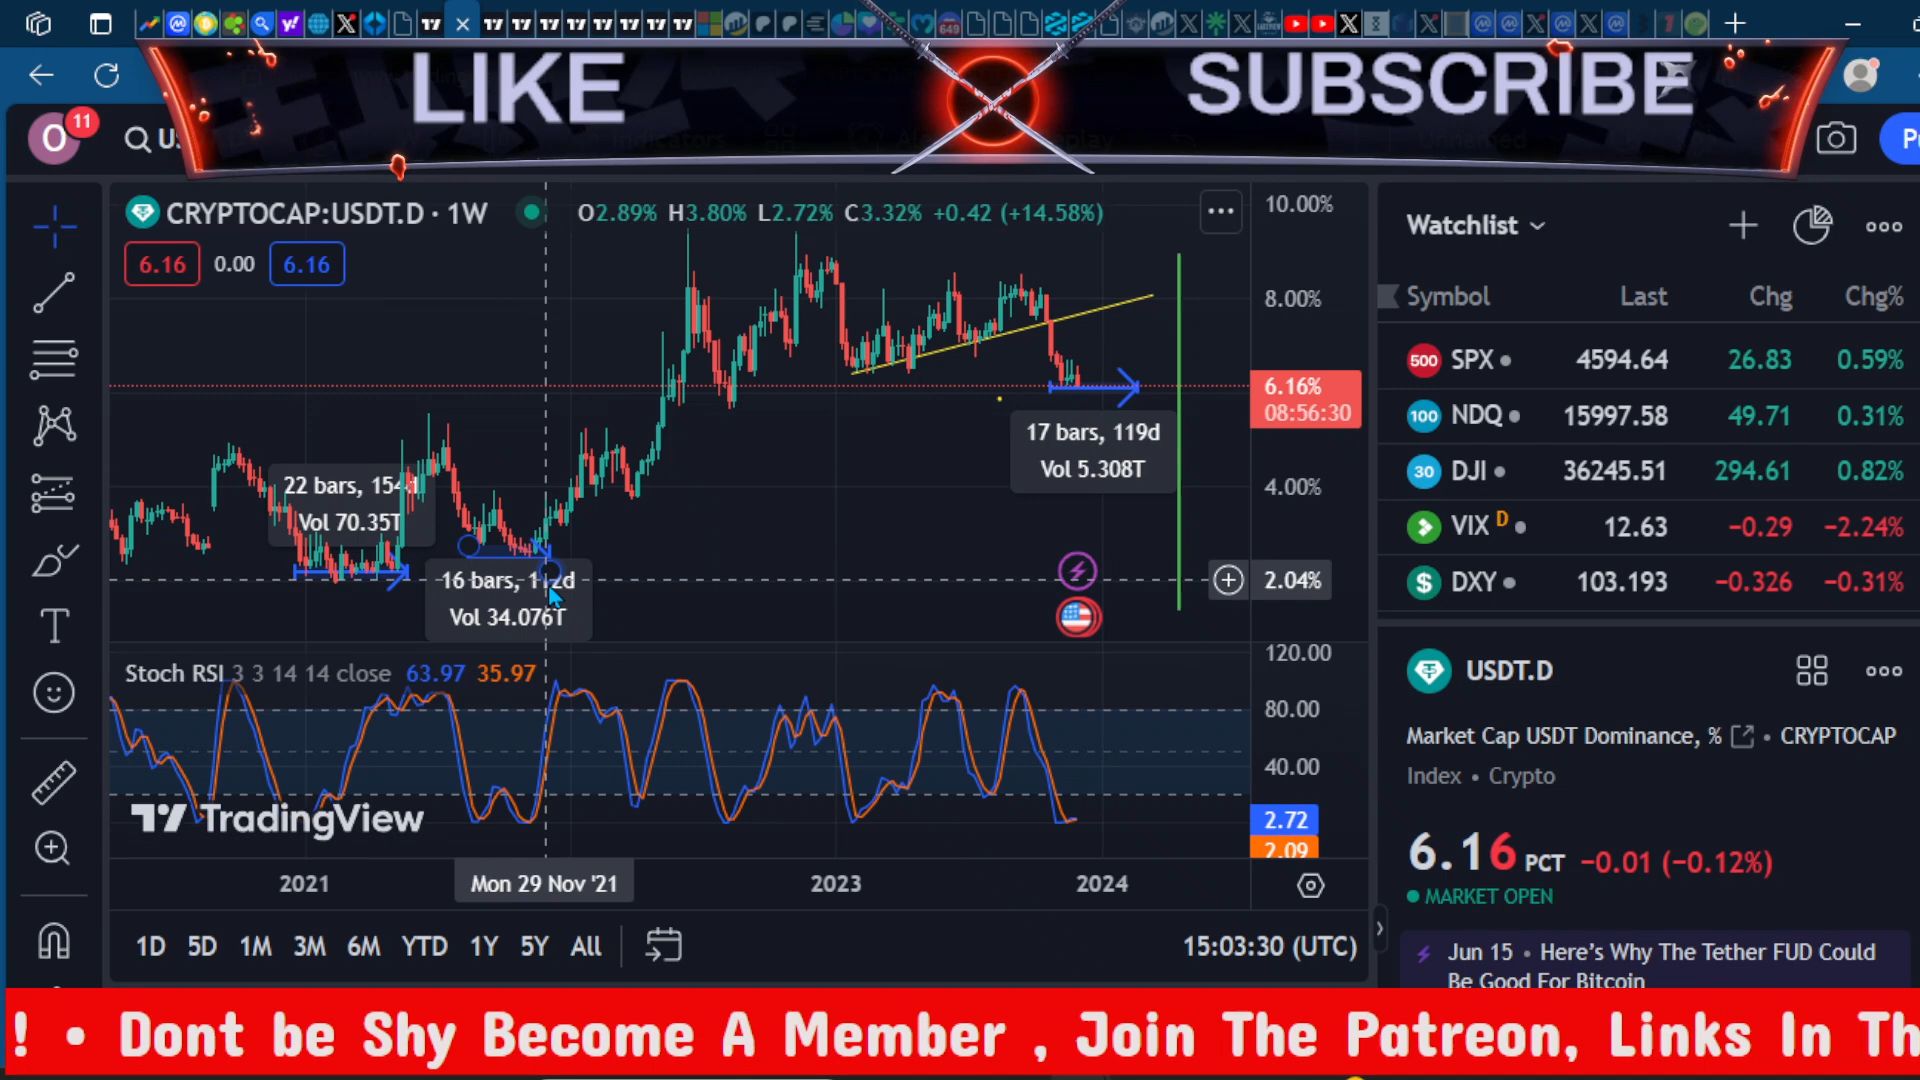 LIKE
SUBSCRIBE
11
O
CRYPTOCAP:USDT.D · 1W
O2.89% H3.80% L2.72% C3.32% +0.42 (+14.58%)
6.16 0.00 6.16
10.00%
8.00%
6.16%
08:56:30
4.00%
2.04%
22 bars, 154d
Vol 70.35T
16 bars, 112d
Vol 34.076T
17 bars, 119d
Vol 5.308T
Stoch RSI 3 3 14 14 close 63.97 35.97
120.00
80.00
40.00
2.72
2.09
TradingView
2021 Mon 29 Nov '21 2023 2024
1D 5D 1M 3M 6M YTD 1Y 5Y All
15:03:30 (UTC)
Watchlist
Symbol Last Chg Chg%
500 SPX 4594.64 26.83 0.59%
100 NDQ 15997.58 49.71 0.31%
30 DJI 36245.51 294.61 0.82%
VIX D 12.63 −0.29 −2.24%
$ DXY 103.193 −0.326 −0.31%
USDT.D
Market Cap USDT Dominance, % • CRYPTOCAP
Index • Crypto
6.16 PCT −0.01 (−0.12%)
MARKET OPEN
Jun 15 • Here's Why The Tether FUD Could
Be Good For Bitcoin
! • Dont be Shy Become A Member , Join The Patreon, Links In Th